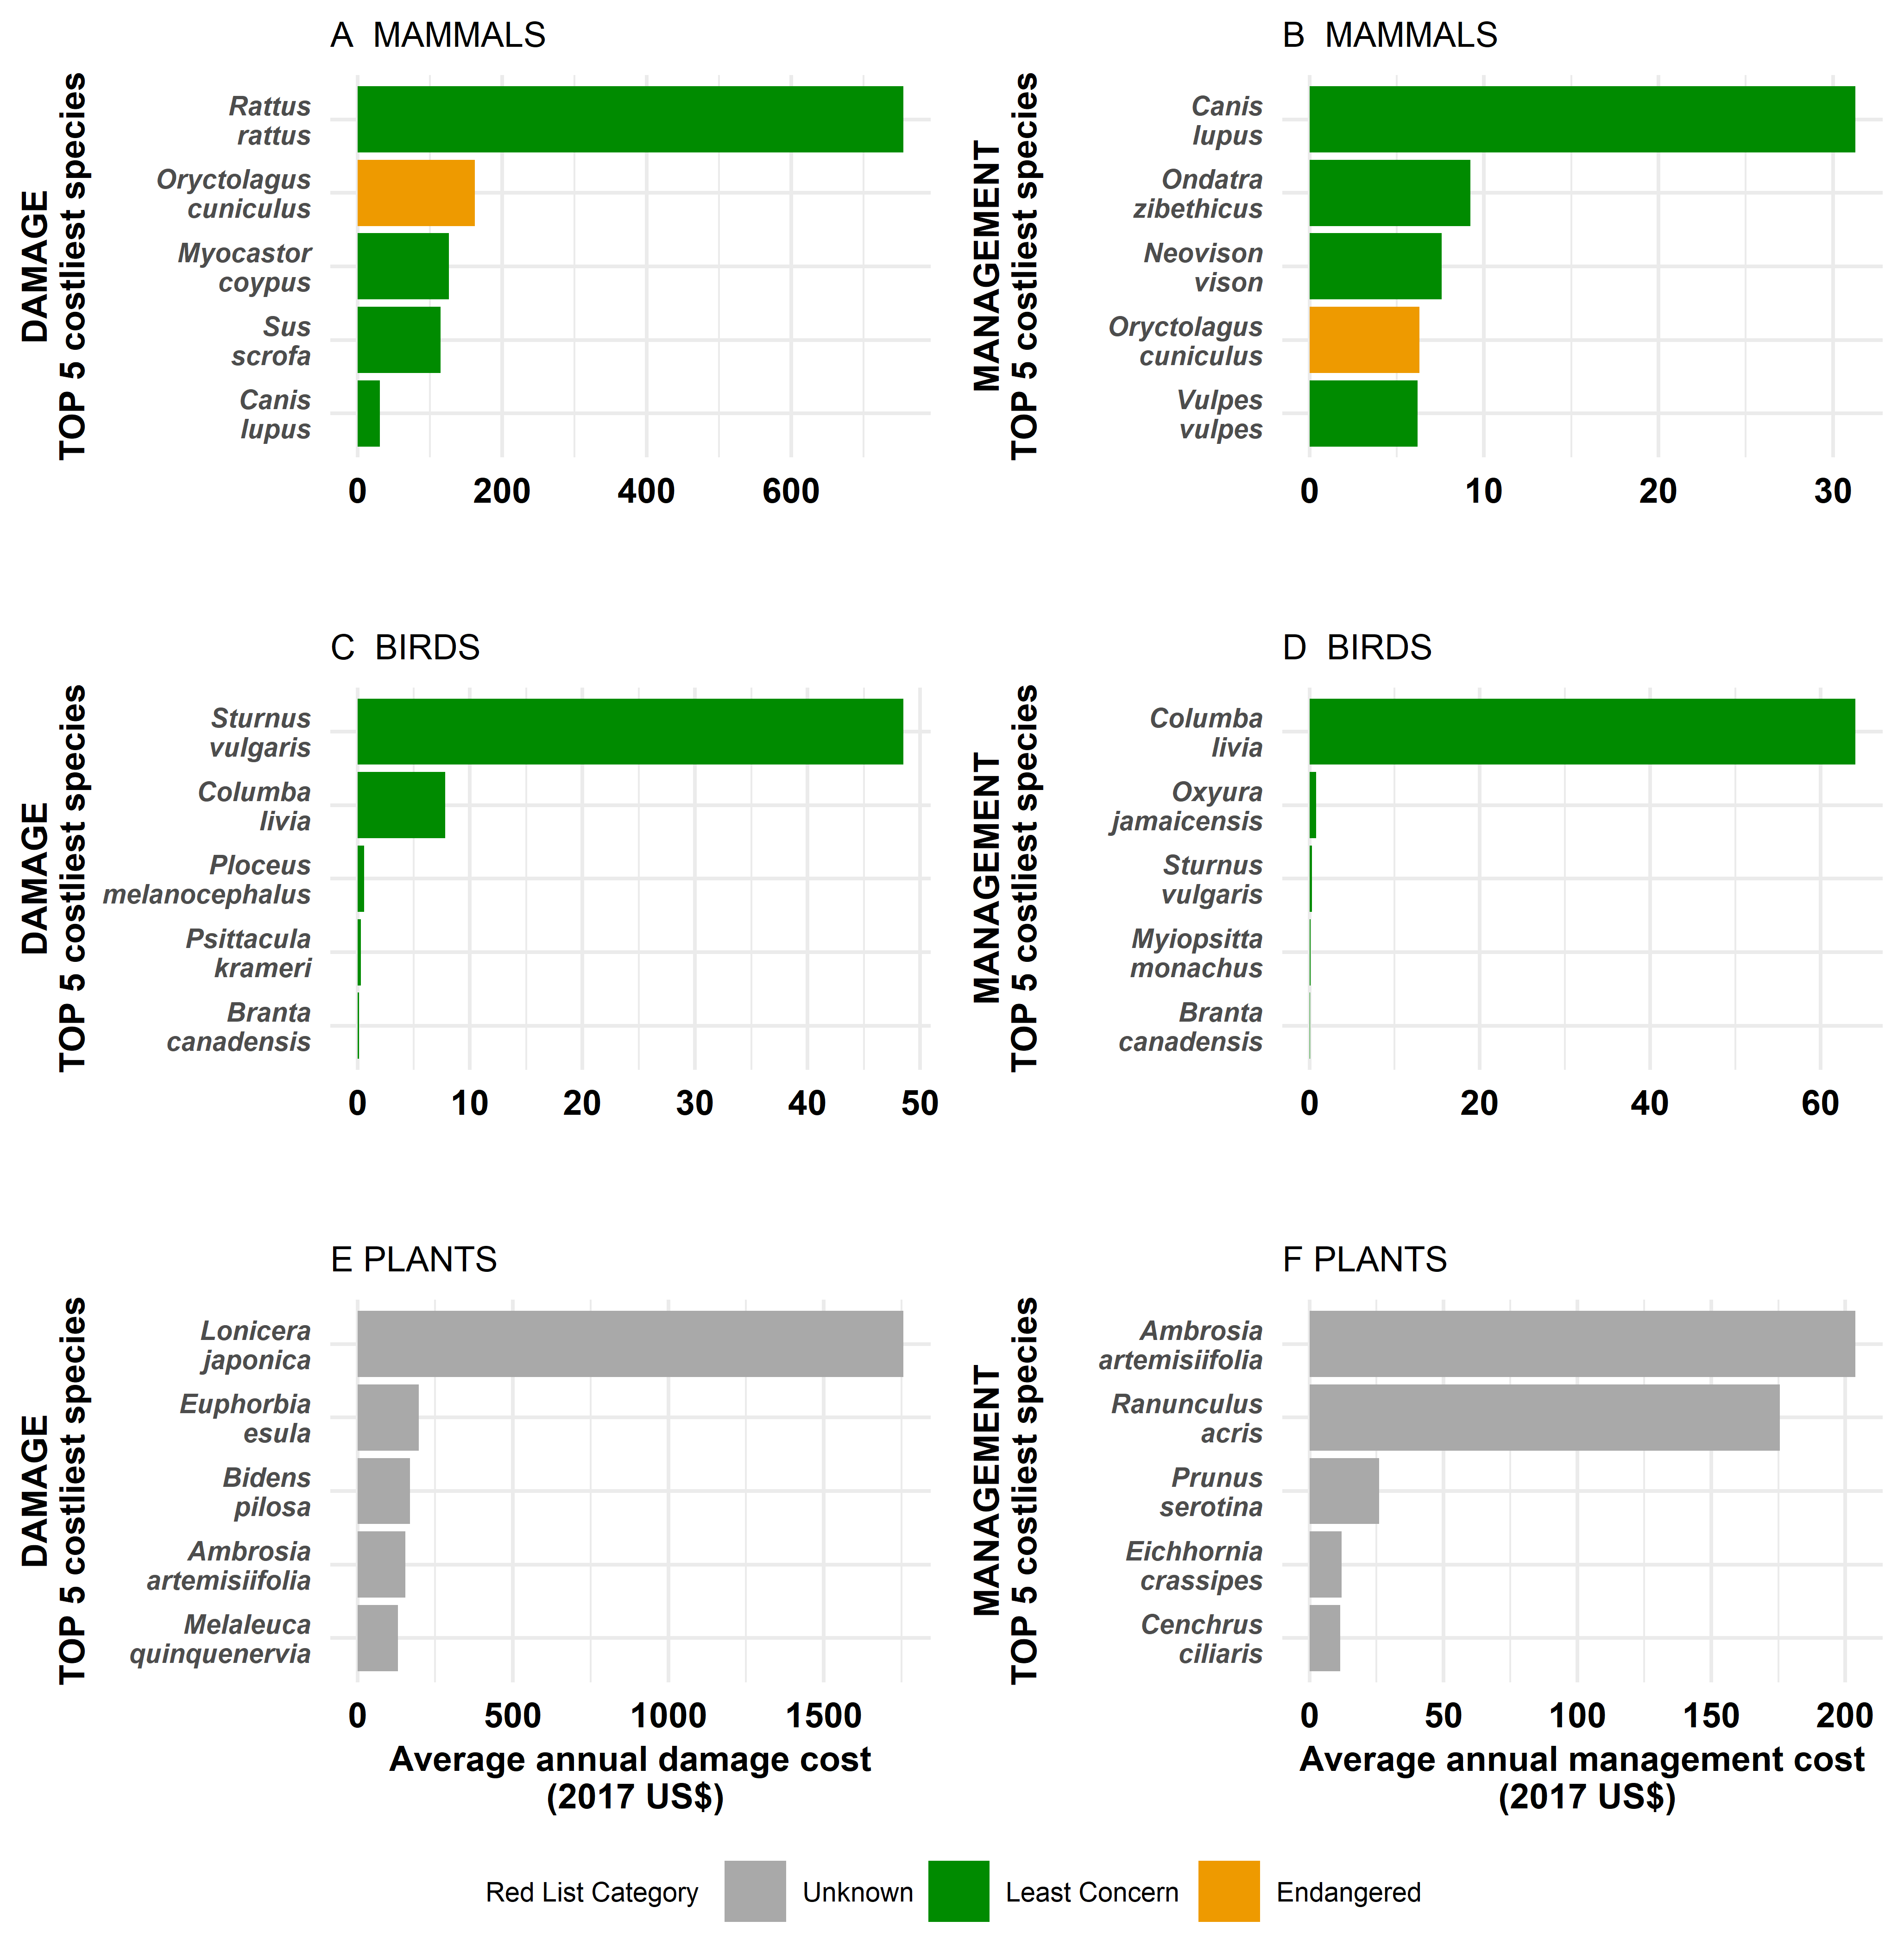 A MAMMALS
DAMAGE
TOP 5 costliest species
Rattus
rattus
Oryctolagus
cuniculus
Myocastor
coypus
Sus
scrofa
Canis
lupus
0 200 400 600
B MAMMALS
MANAGEMENT
TOP 5 costliest species
Canis
lupus
Ondatra
zibethicus
Neovison
vison
Oryctolagus
cuniculus
Vulpes
vulpes
0 10 20 30
C BIRDS
DAMAGE
TOP 5 costliest species
Sturnus
vulgaris
Columba
livia
Ploceus
melanocephalus
Psittacula
krameri
Branta
canadensis
0 10 20 30 40 50
D BIRDS
MANAGEMENT
TOP 5 costliest species
Columba
livia
Oxyura
jamaicensis
Sturnus
vulgaris
Myiopsitta
monachus
Branta
canadensis
0 20 40 60
E PLANTS
DAMAGE
TOP 5 costliest species
Lonicera
japonica
Euphorbia
esula
Bidens
pilosa
Ambrosia
artemisiifolia
Melaleuca
quinquenervia
0 500 1000 1500
Average annual damage cost
(2017 US$)
F PLANTS
MANAGEMENT
TOP 5 costliest species
Ambrosia
artemisiifolia
Ranunculus
acris
Prunus
serotina
Eichhornia
crassipes
Cenchrus
ciliaris
0 50 100 150 200
Average annual management cost
(2017 US$)
Red List Category Unknown Least Concern Endangered